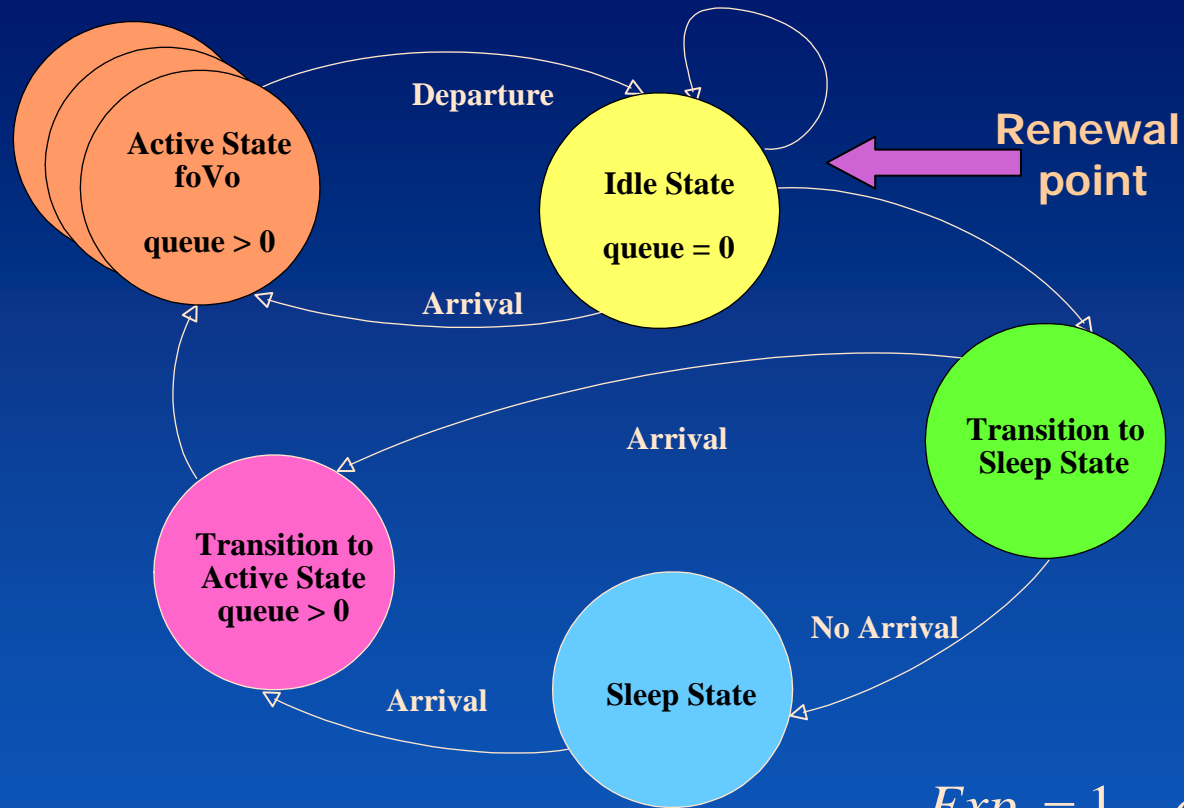 Departure
Active State
foVo
queue > 0
Idle State
queue = 0
Renewal
point
Arrival
Arrival
Transition to
Sleep State
Transition to
Active State
queue > 0
No Arrival
Arrival
Sleep State
Exp = 1